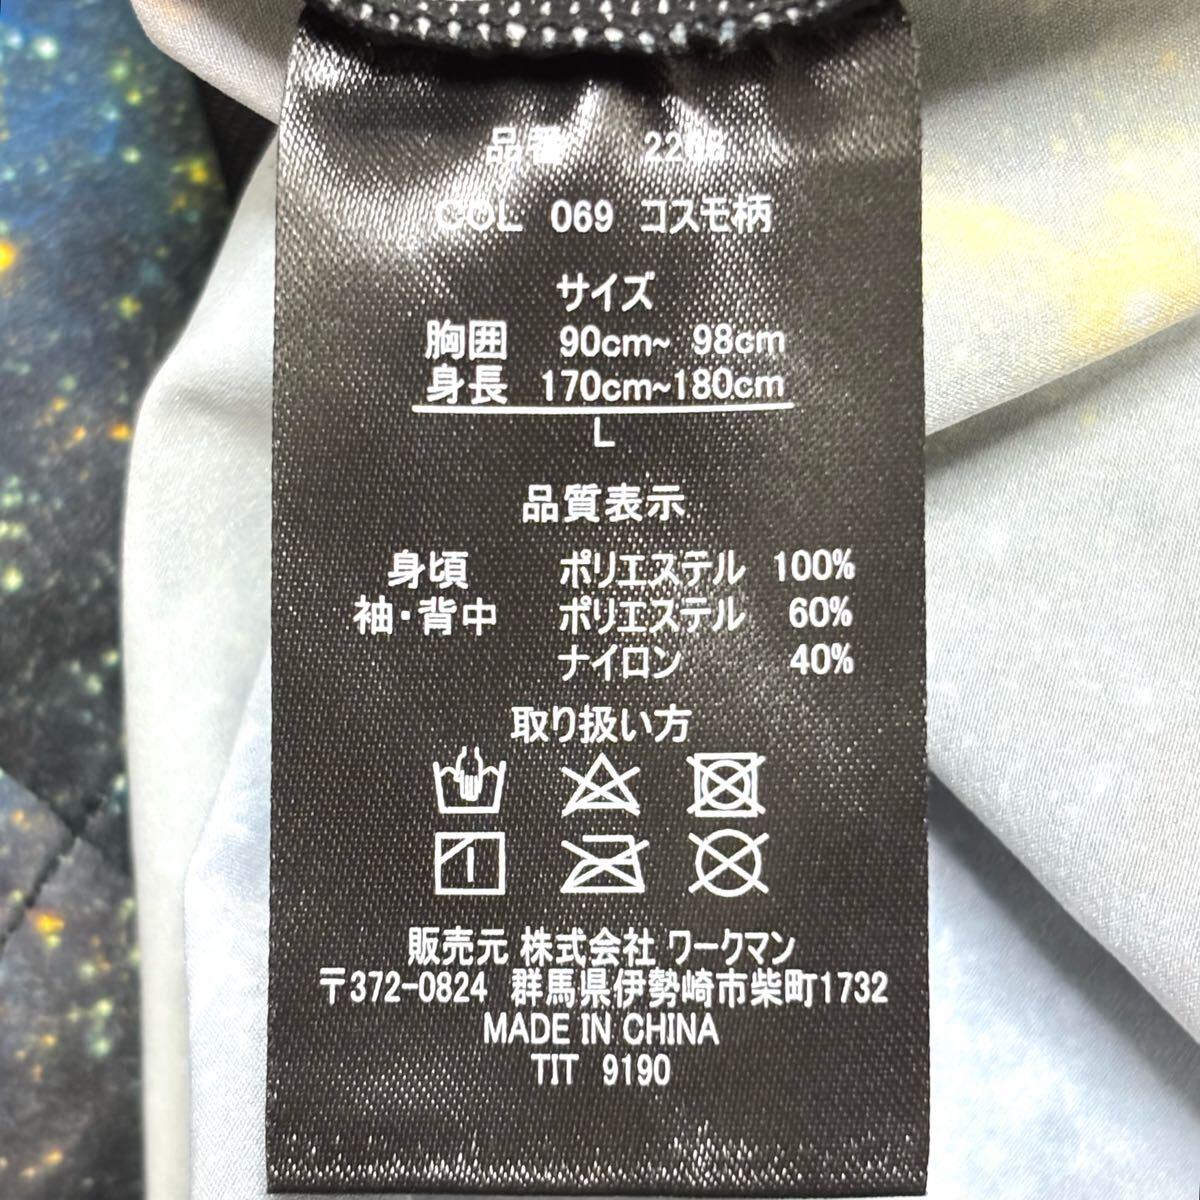 品番
COL 069 コスモ柄
サイズ
胸囲 90cm~ 98cm
身長 170cm~180cm
L
品質表示
身頃 ポリエステル 100%
袖・背中 ポリエステル 60%
ナイロン 40%
取り扱い方
販売元 株式会社 ワークマン
〒372-0824 群馬県伊勢崎市柴町1732
MADE IN CHINA
TIT 9190